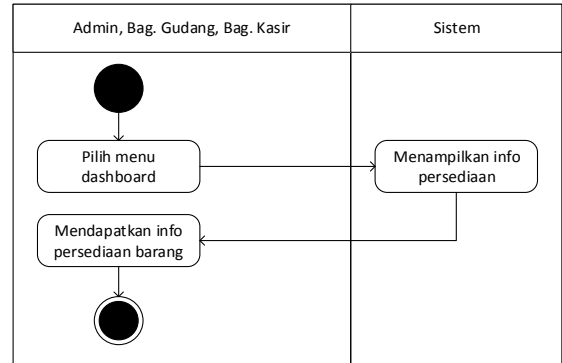 Admin, Bag. Gudang, Bag. Kasir
Sistem
Pilih menu
dashboard
Menampilkan info
persediaan
Mendapatkan info
persediaan barang